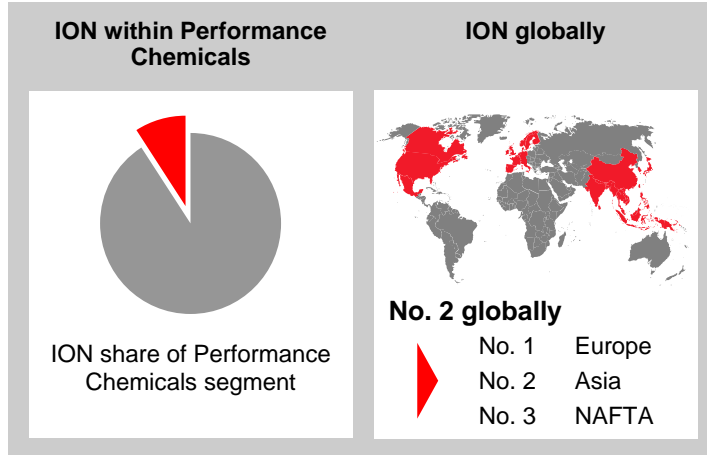 ION within Performance
Chemicals
ION share of Performance
Chemicals segment
ION globally
No. 2 globally
No. 1 Europe
No. 2 Asia
No. 3 NAFTA